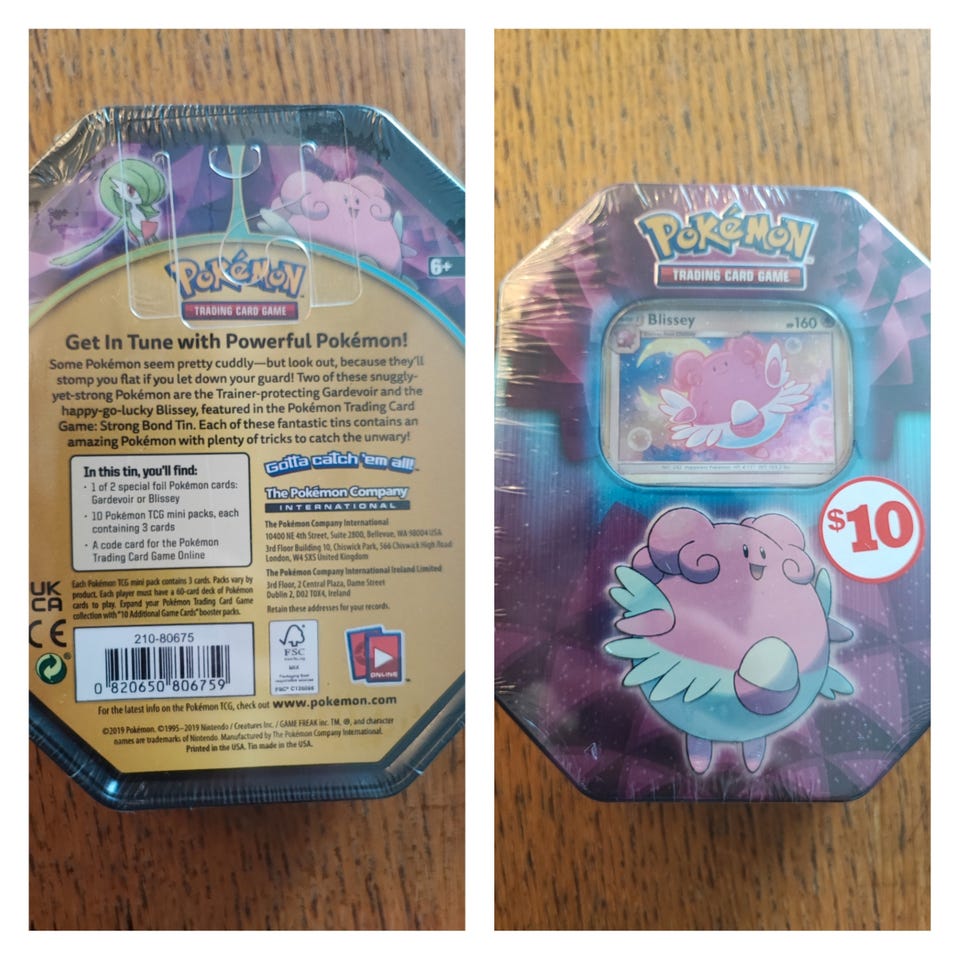 POKéMON
TRADING CARD GAME
6+
Get In Tune with Powerful Pokémon!
Some Pokémon seem pretty cuddly—but look out, because they'll
stomp you flat if you let down your guard! Two of these snuggly-
yet-strong Pokémon are the Trainer-protecting Gardevoir and the
happy-go-lucky Blissey, featured in the Pokémon Trading Card
Game: Strong Bond Tin. Each of these fantastic tins contains an
amazing Pokémon with plenty of tricks to catch the unwary!
In this tin, you'll find:
• 1 of 2 special foil Pokémon cards:
Gardevoir or Blissey
• 10 Pokémon TCG mini packs, each
containing 3 cards
• A code card for the Pokémon
Trading Card Game Online
Gotta catch 'em all!
The Pokémon Company
INTERNATIONAL
The Pokémon Company International
10400 NE 4th Street, Suite 2800, Bellevue, WA 98004 USA
3rd Floor Building 10, Chiswick Park, 566 Chiswick High Road
London, W4 5XS United Kingdom
The Pokémon Company International Ireland Limited
3rd Floor, 2 Central Plaza, Dame Street
Dublin 2, D02 T0X4, Ireland
Retain these addresses for your records.
Each Pokémon TCG mini pack contains 3 cards. Packs vary by
product. Each player must have a 60-card deck of Pokémon
cards to play. Expand your Pokémon Trading Card Game
collection with "10 Additional Game Cards" booster packs.
UK
CA
CE
210-80675
0 820650 806759
FSC
www.fsc.org
MIX
Packaging from
responsible sources
FSC® C128086
ONLINE
For the latest info on the Pokémon TCG, check out www.pokemon.com
©2019 Pokémon. ©1995–2019 Nintendo / Creatures Inc. / GAME FREAK inc. TM, ®, and character
names are trademarks of Nintendo. Manufactured by The Pokémon Company International.
Printed in the USA. Tin made in the USA.
POKéMON
TRADING CARD GAME
Blissey
HP160
$10